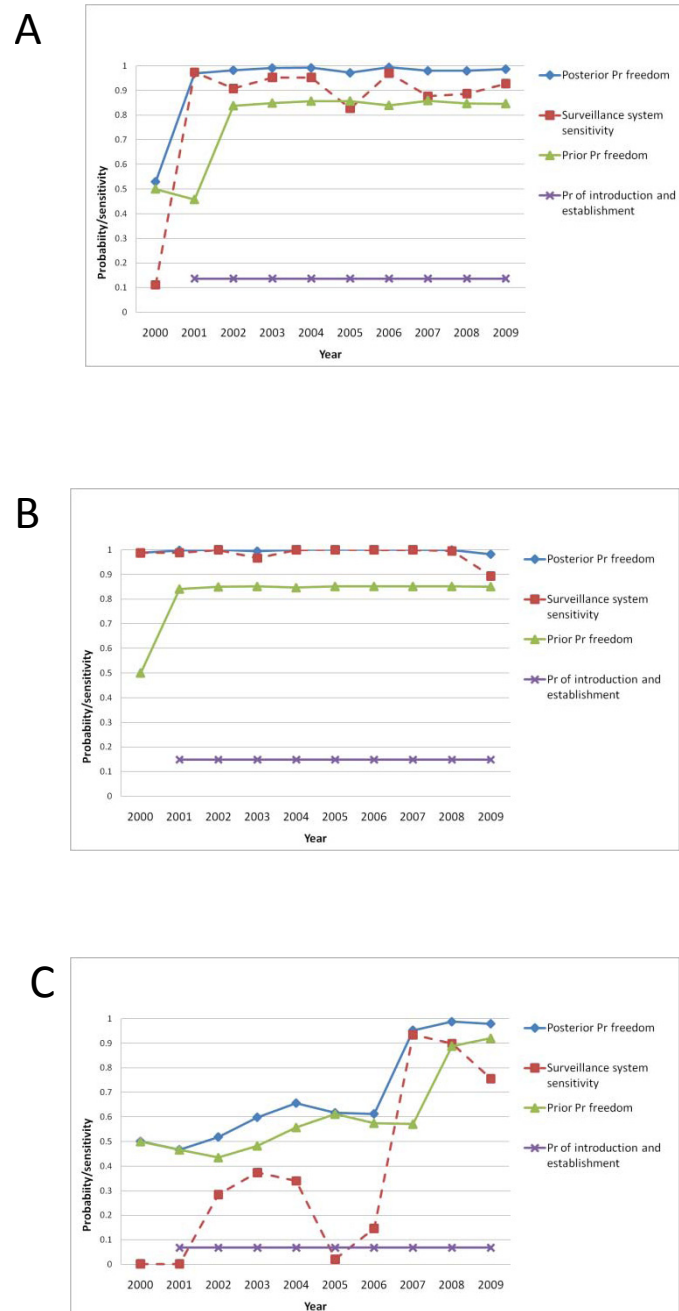 A
1
0.9
0.8
0.7
0.6
0.5
0.4
0.3
0.2
0.1
0
Probabiity/sensitivity
2000 2001 2002 2003 2004 2005 2006 2007 2008 2009
Year
Posterior Pr freedom
Surveillance system
sensitivity
Prior Pr freedom
Pr of introduction and
establishment
B
1
0.9
0.8
0.7
0.6
0.5
0.4
0.3
0.2
0.1
0
Probabiity/sensitivity
2000 2001 2002 2003 2004 2005 2006 2007 2008 2009
Year
Posterior Pr freedom
Surveillance system
sensitivity
Prior Pr freedom
Pr of introduction and
establishment
C
1
0.9
0.8
0.7
0.6
0.5
0.4
0.3
0.2
0.1
0
Probabiity/sensitivity
2000 2001 2002 2003 2004 2005 2006 2007 2008 2009
Year
Posterior Pr freedom
Surveillance system
sensitivity
Prior Pr freedom
Pr of introduction and
establishment